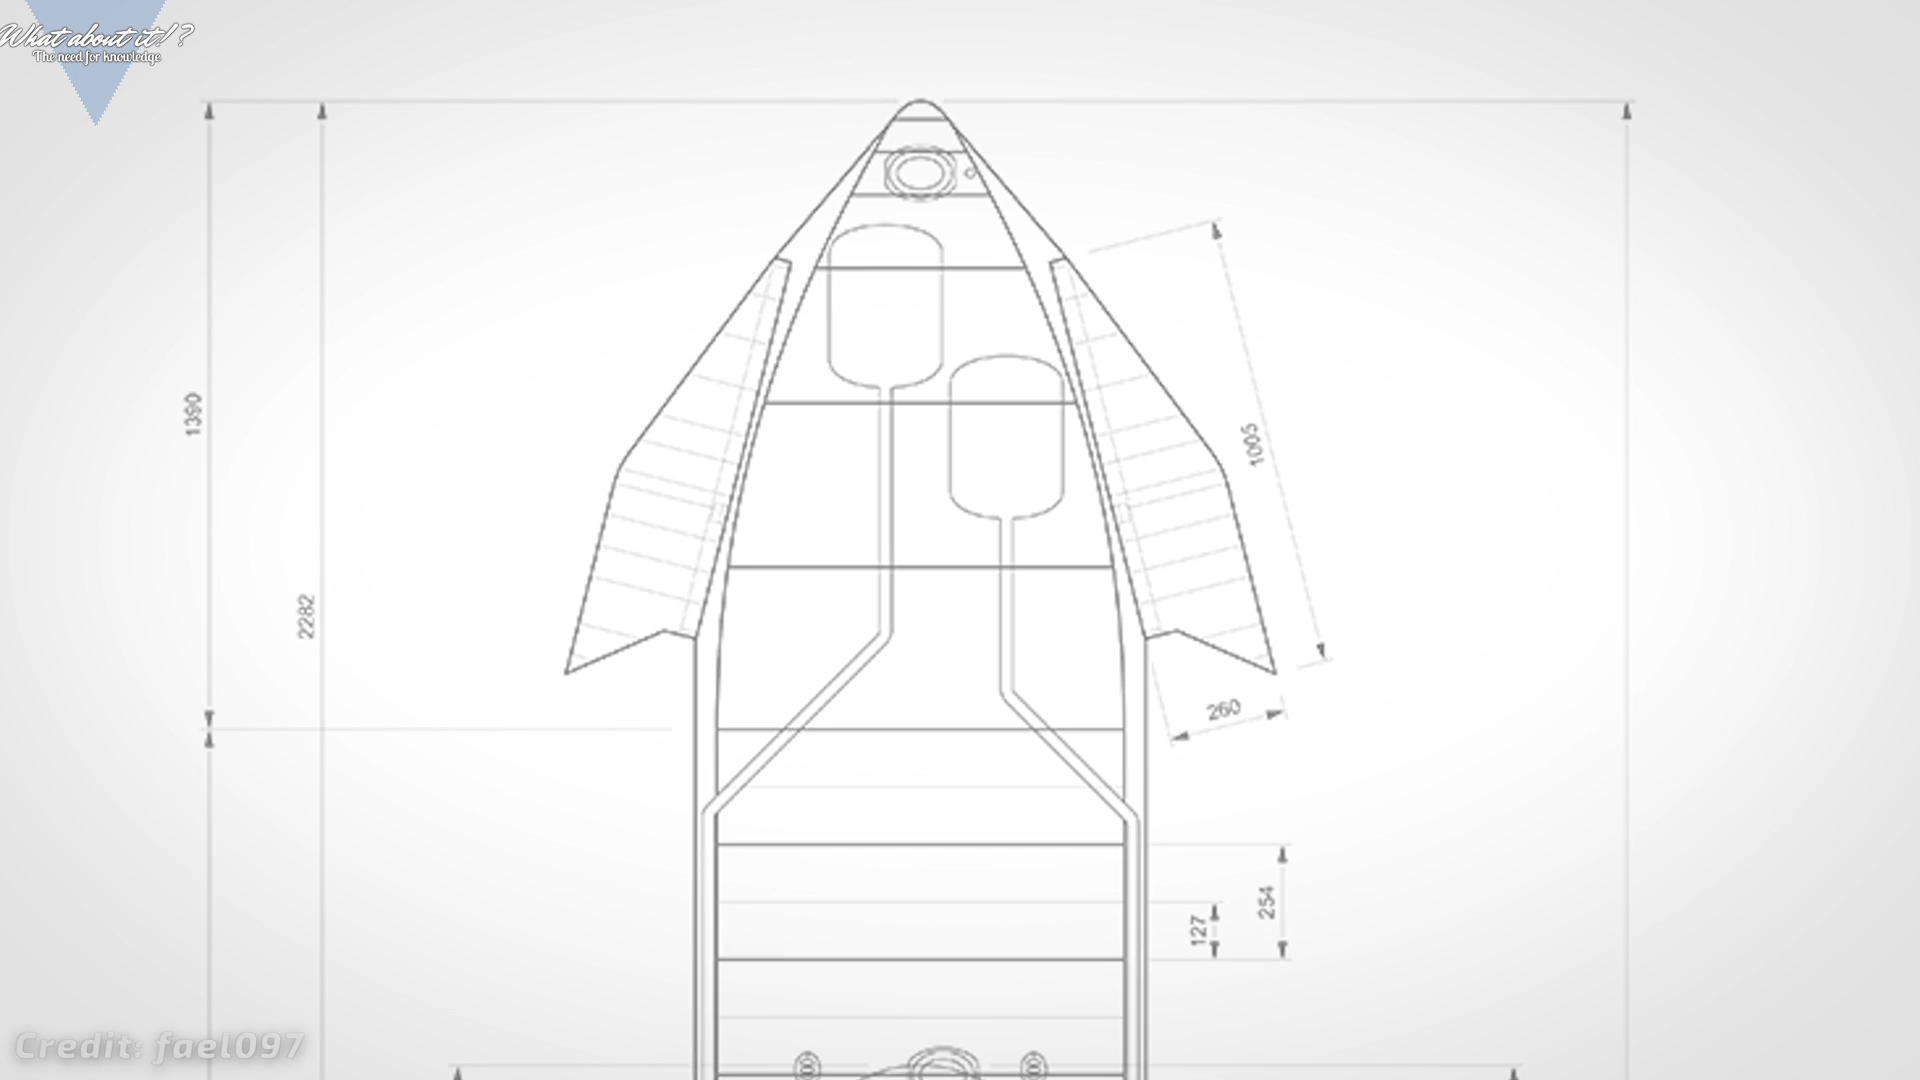 What about it!?
The need for knowledge
1390
2282
1005
260
254
127
Credit: fael097